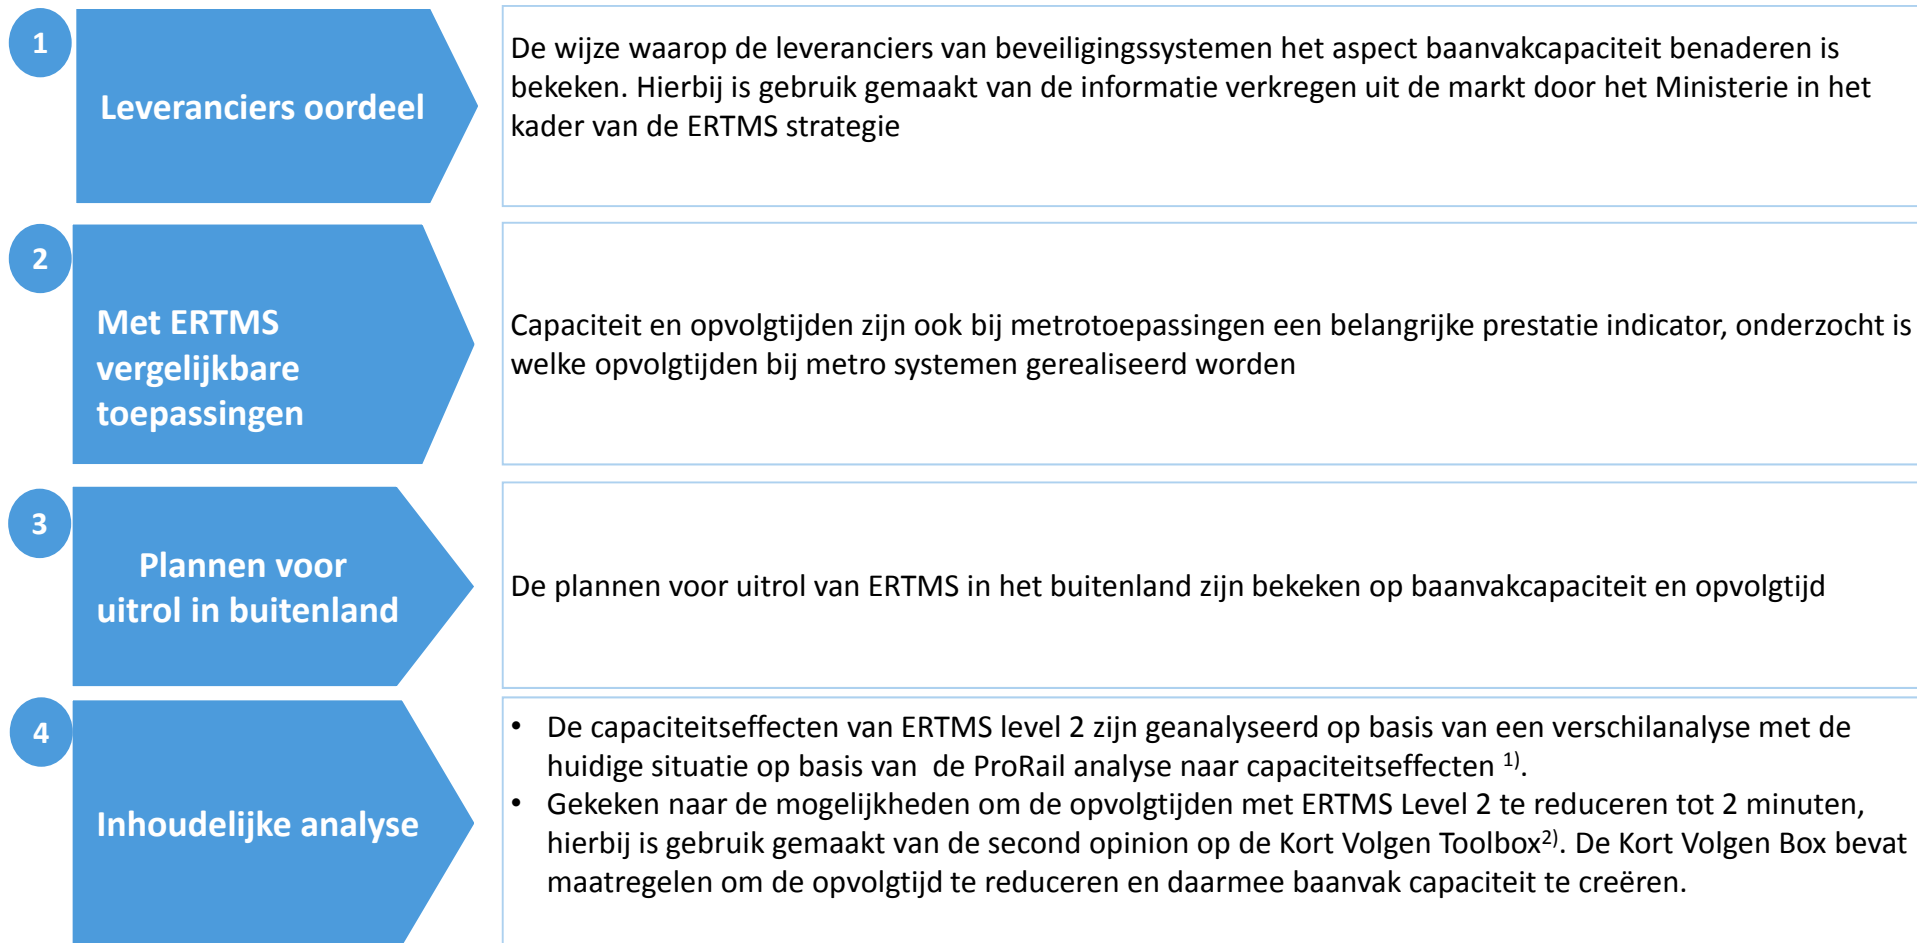 1
Leveranciers oordeel
De wijze waarop de leveranciers van beveiligingssystemen het aspect baanvakcapaciteit benaderen is
bekeken. Hierbij is gebruik gemaakt van de informatie verkregen uit de markt door het Ministerie in het
kader van de ERTMS strategie
2
Met ERTMS
vergelijkbare
toepassingen
Capaciteit en opvolgtijden zijn ook bij metrotoepassingen een belangrijke prestatie indicator, onderzocht is
welke opvolgtijden bij metro systemen gerealiseerd worden
3
Plannen voor
uitrol in buitenland
De plannen voor uitrol van ERTMS in het buitenland zijn bekeken op baanvakcapaciteit en opvolgtijd
4
Inhoudelijke analyse
• De capaciteitseffecten van ERTMS level 2 zijn geanalyseerd op basis van een verschilanalyse met de
huidige situatie op basis van  de ProRail analyse naar capaciteitseffecten 1).
• Gekeken naar de mogelijkheden om de opvolgtijden met ERTMS Level 2 te reduceren tot 2 minuten,
hierbij is gebruik gemaakt van de second opinion op de Kort Volgen Toolbox2). De Kort Volgen Box bevat
maatregelen om de opvolgtijd te reduceren en daarmee baanvak capaciteit te creëren.